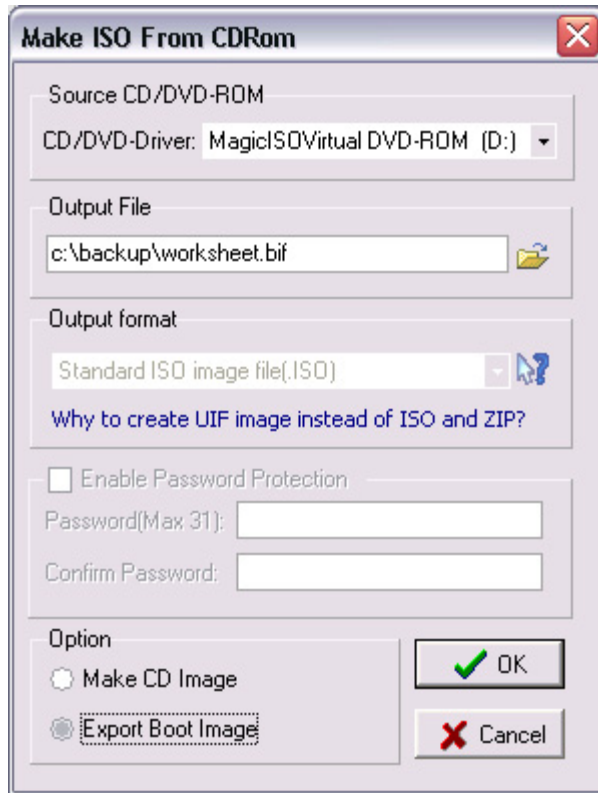 Make ISO From CDRom
Source CD/DVD-ROM
CD/DVD-Driver: MagicISOVirtual DVD-ROM (D:)
Output File
c:\backup\worksheet.bif
Output format
Standard ISO image file(.ISO)
Why to create UIF image instead of ISO and ZIP?
Enable Password Protection
Password(Max 31):
Confirm Password:
Option
Make CD Image
Export Boot Image
OK
Cancel